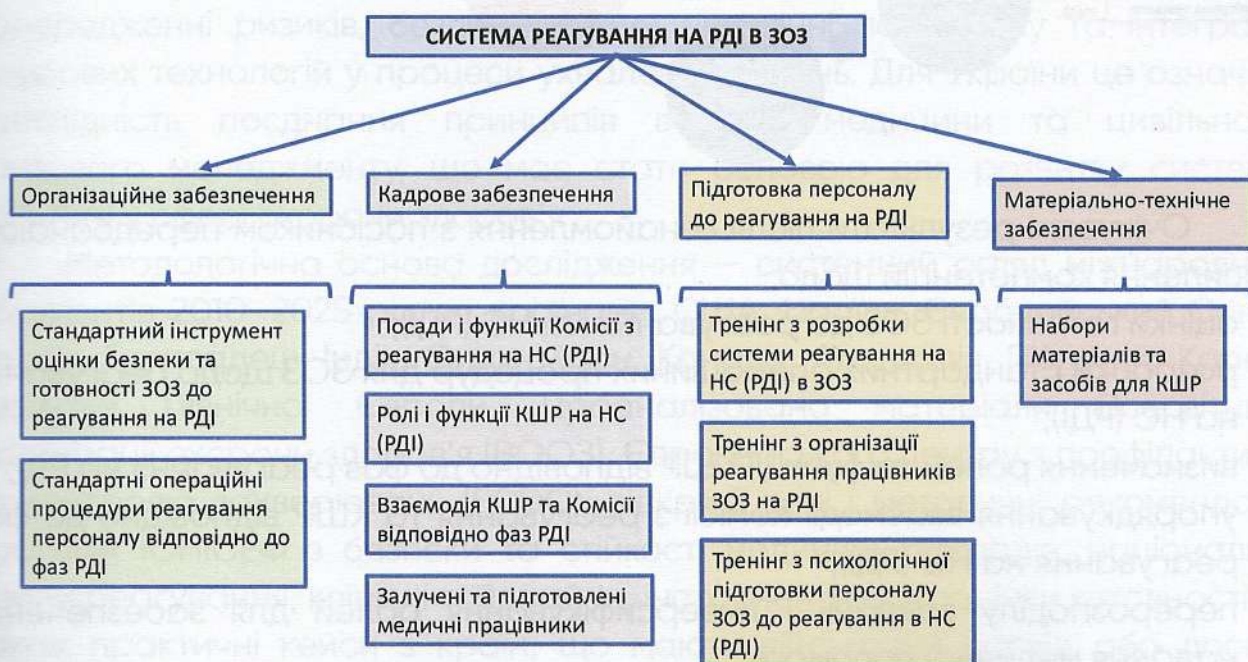 СИСТЕМА РЕАГУВАННЯ НА РДІ В ЗОЗ
Організаційне забезпечення
Кадрове забезпечення
Підготовка персоналу
до реагування на РДІ
Матеріально-технічне
забезпечення
Стандартний інструмент
оцінки безпеки та
готовності ЗОЗ до
реагування на РДІ
Стандартні операційні
процедури реагування
персоналу відповідно до
фаз РДІ
Посади і функції Комісії з
реагування на НС (РДІ)
Ролі і функції КШР на НС
(РДІ)
Взаємодія КШР та Комісії
відповідно фаз РДІ
Залучені та підготовлені
медичні працівники
Тренінг з розробки
системи реагування на
НС (РДІ) в ЗОЗ
Тренінг з організації
реагування працівників
ЗОЗ на РДІ
Тренінг з психологічної
підготовки персоналу
ЗОЗ до реагування в НС
(РДІ)
Набори
матеріалів та
засобів для КШР